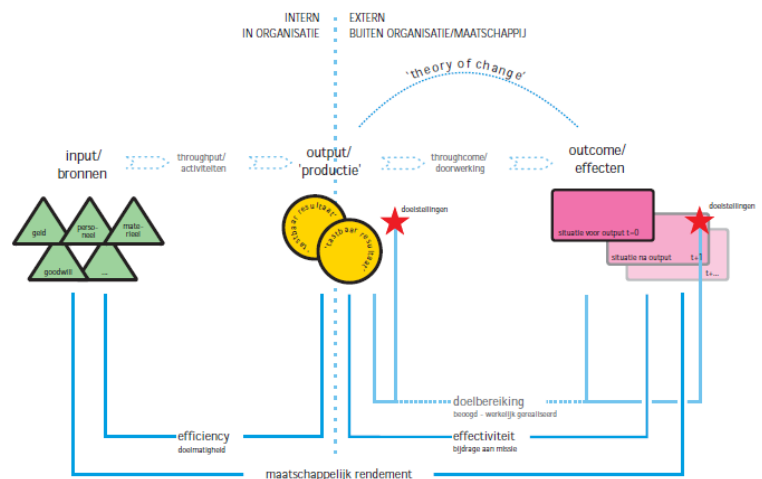 INTERN
IN ORGANISATIE
EXTERN
BUITEN ORGANISATIE/MAATSCHAPPIJ
'theory of change'
input/
bronnen
throughput/
activiteiten
output/
'productie'
throughcome/
doorwerking
outcome/
effecten
geld
perso-
neel
mate-
rieel
goodwill
...
'tastbaar resultaat'
'tastbaar resultaat'
doelstellingen
situatie voor output t=0
situatie na output t+1
t+...
doelstellingen
doelbereiking
beoogd - werkelijk gerealiseerd
efficiency
doelmatigheid
effectiviteit
bijdrage aan missie
maatschappelijk rendement